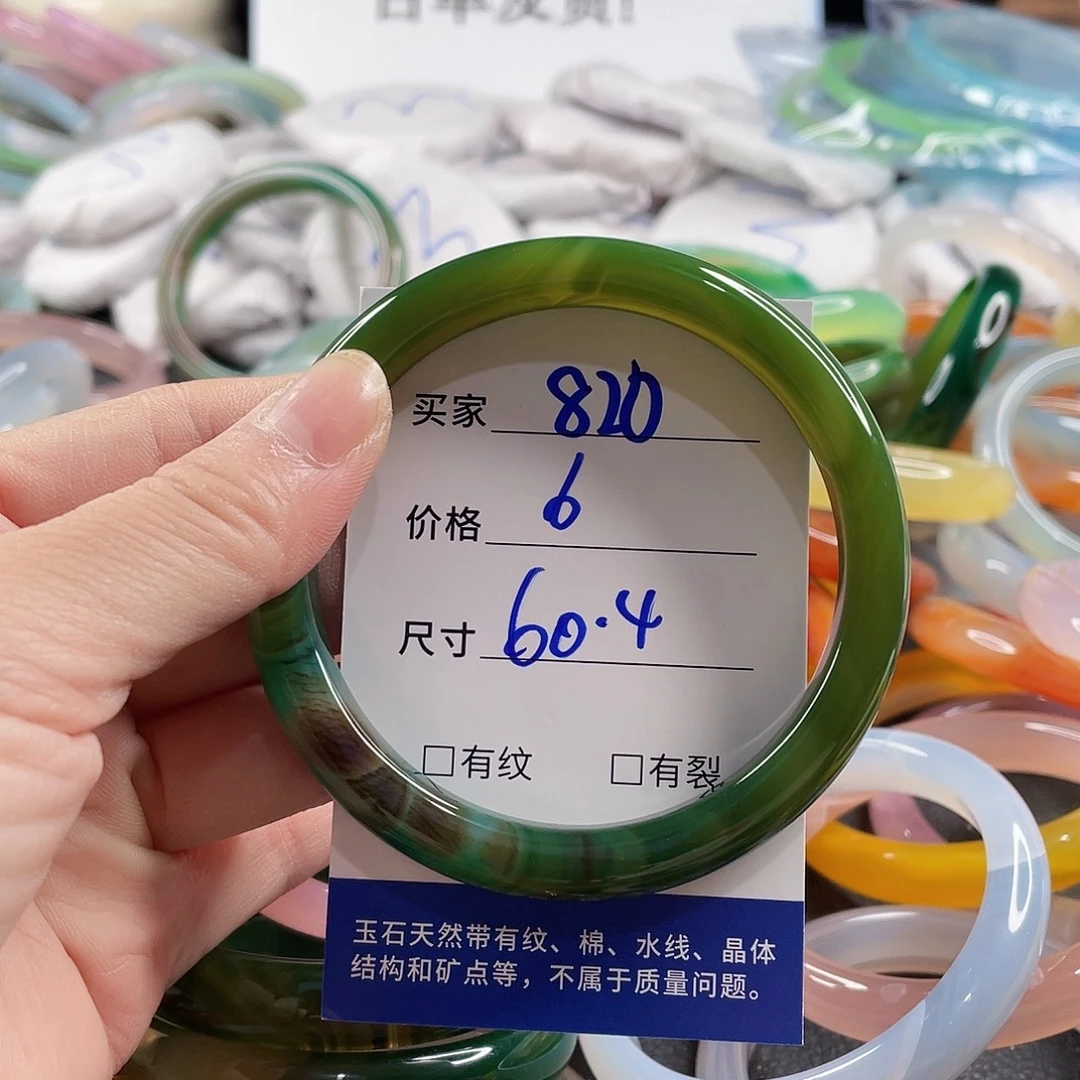 买家 820
价格 6
尺寸 60.4
□有纹 □有裂
玉石天然带有纹、棉、水线、晶体
结构和矿点等，不属于质量问题。